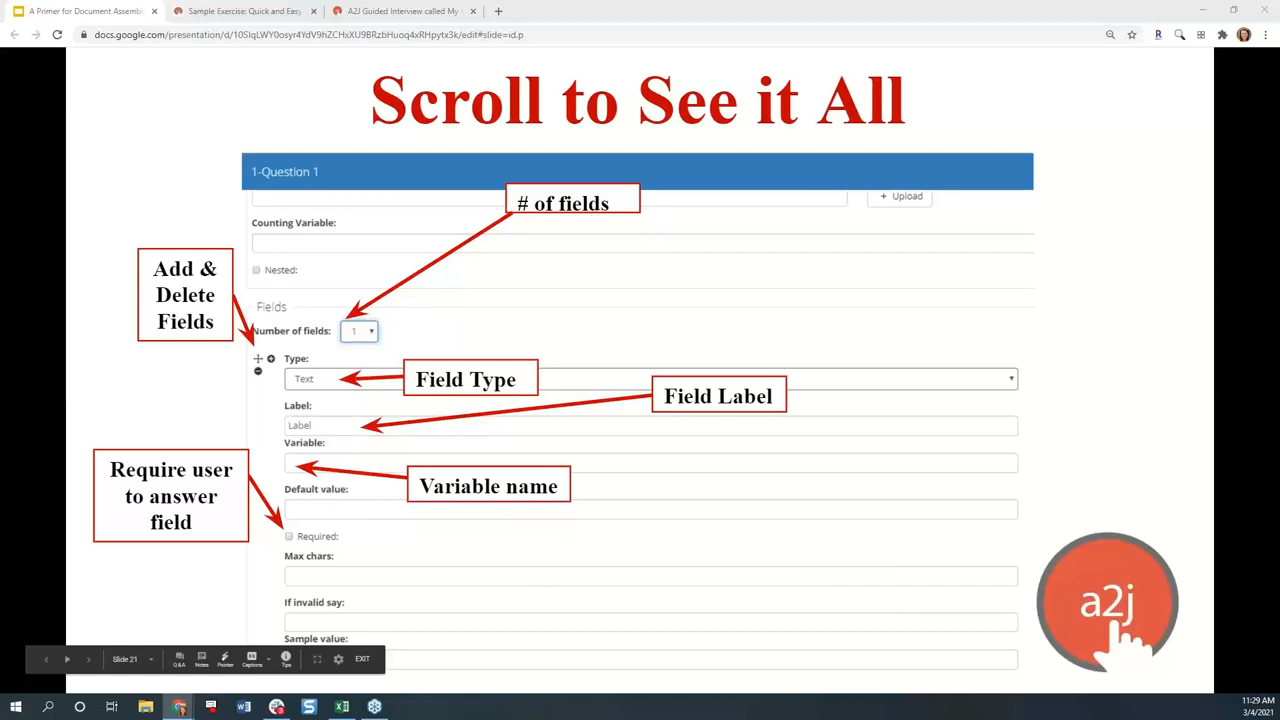 A Primer for Document Assemb
Sample Exercise: Quick and Easy
A2J Guided Interview called My
docs.google.com/presentation/d/10SIqLWY0osyr4YdV9hZCHxXU9BRzbHuoq4xRHpytx3k/edit#slide=id.p
Scroll to See it All
1-Question 1
# of fields
+ Upload
Counting Variable:
Add &
Delete
Fields
Nested:
Fields
Number of fields:
1
Type:
Text
Field Type
Field Label
Label:
Label
Variable:
Require user
to answer
field
Variable name
Default value:
Required:
Max chars:
If invalid say:
Sample value:
a2j
Slide 21
Q&A
Notes
Pointer
Captions
Tips
EXIT
11:29 AM
3/4/2021